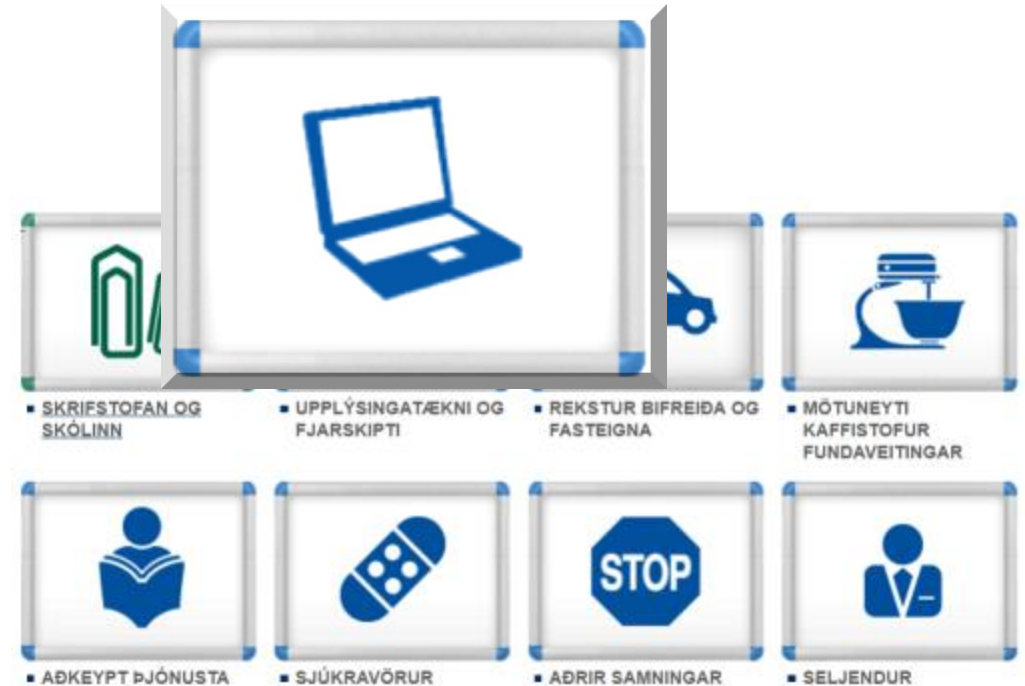 SKRIFSTOFAN OG
SKÓLINN
UPPLÝSINGATÆKNI OG
FJARSKIPTI
REKSTUR BIFREIÐA OG
FASTEIGNA
MÖTUNEYTI
KAFFISTOFUR
FUNDAVEITINGAR
STOP
AÐKEYPT ÞJÓNUSTA
SJÚKRAVÖRUR
AÐRIR SAMNINGAR
SELJENDUR